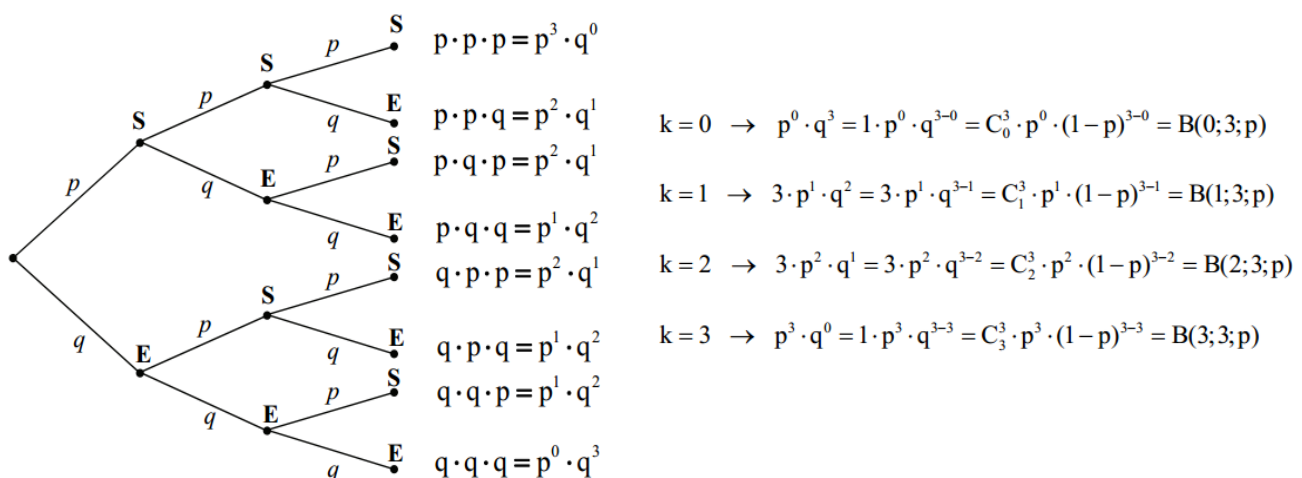 S
p
p·p·p = p³·q⁰
S
p
E
q
p·p·q = p²·q¹
S
k = 0 → p⁰·q³ = 1·p⁰·q³⁻⁰ = C₀³·p⁰·(1−p)³⁻⁰ = B(0;3;p)
S
p
p·q·p = p²·q¹
p
q
E
k = 1 → 3·p¹·q² = 3·p¹·q³⁻¹ = C₁³·p¹·(1−p)³⁻¹ = B(1;3;p)
E
q
p·q·q = p¹·q²
S
p
q·p·p = p²·q¹
k = 2 → 3·p²·q¹ = 3·p²·q³⁻² = C₂³·p²·(1−p)³⁻² = B(2;3;p)
S
q
p
E
E
q
q·p·q = p¹·q²
k = 3 → p³·q⁰ = 1·p³·q³⁻³ = C₃³·p³·(1−p)³⁻³ = B(3;3;p)
S
p
q·q·p = p¹·q²
q
E
E
q
q·q·q = p⁰·q³